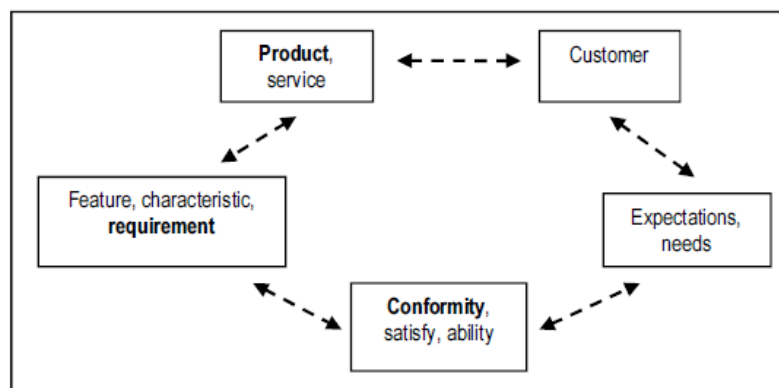 Product,
service
Customer
Feature, characteristic,
requirement
Expectations,
needs
Conformity,
satisfy, ability